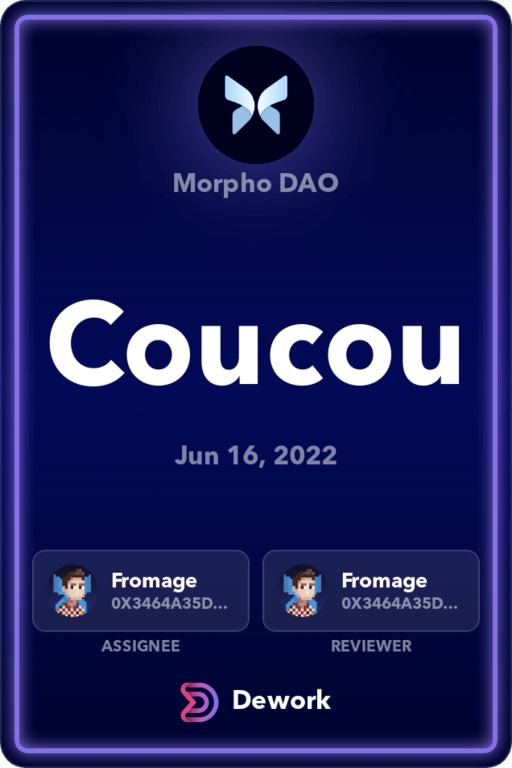 Morpho DAO
Coucou
Jun 16, 2022
Fromage
0X3464A35D...
Fromage
0X3464A35D...
ASSIGNEE
REVIEWER
Dework